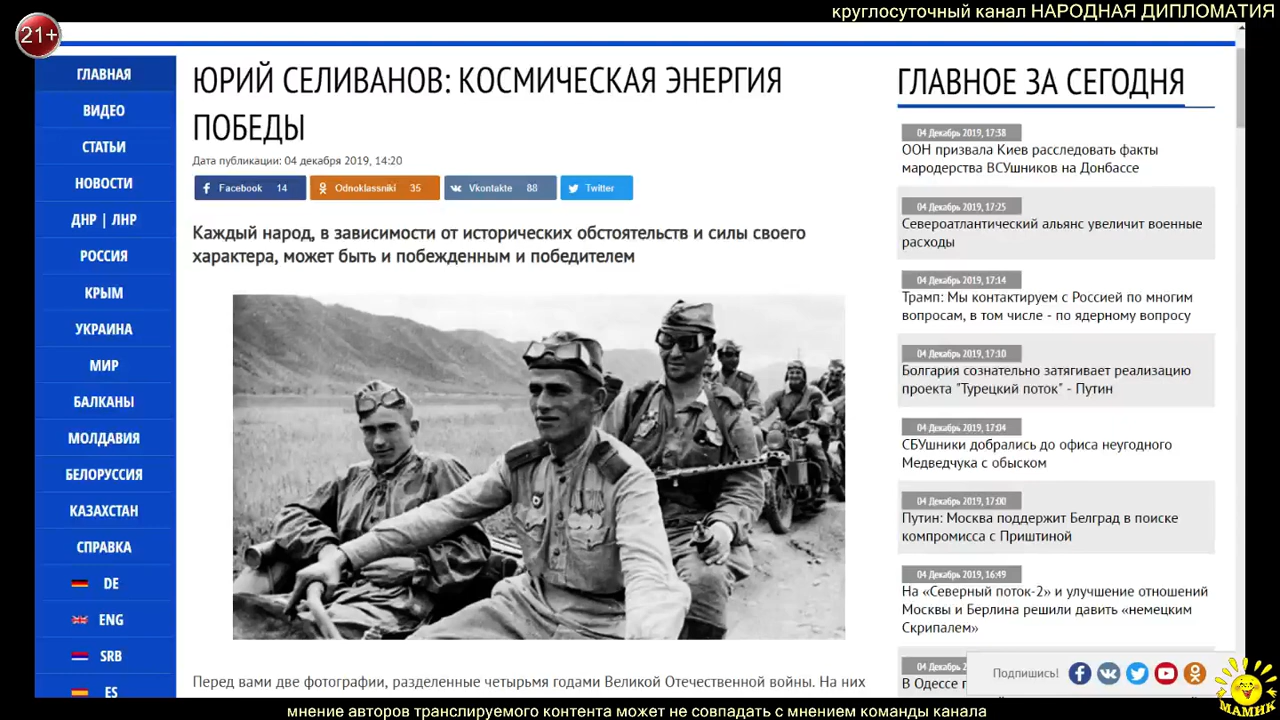 круглосуточный канал НАРОДНАЯ ДИПЛОМАТИЯ
21+
ГЛАВНАЯ
ВИДЕО
СТАТЬИ
НОВОСТИ
ДНР | ЛНР
РОССИЯ
КРЫМ
УКРАИНА
МИР
БАЛКАНЫ
МОЛДАВИЯ
БЕЛОРУССИЯ
КАЗАХСТАН
СПРАВКА
DE
ENG
SRB
ES
ЮРИЙ СЕЛИВАНОВ: КОСМИЧЕСКАЯ ЭНЕРГИЯ
ПОБЕДЫ
Дата публикации: 04 декабря 2019, 14:20
Facebook 14
Odnoklassniki 35
Vkontakte 88
Twitter
Каждый народ, в зависимости от исторических обстоятельств и силы своего
характера, может быть и побежденным и победителем
Перед вами две фотографии, разделенные четырьмя годами Великой Отечественной войны. На них
ГЛАВНОЕ ЗА СЕГОДНЯ
04 Декабрь 2019, 17:38
ООН призвала Киев расследовать факты
мародерства ВСУшников на Донбассе
04 Декабрь 2019, 17:25
Североатлантический альянс увеличит военные
расходы
04 Декабрь 2019, 17:14
Трамп: Мы контактируем с Россией по многим
вопросам, в том числе - по ядерному вопросу
04 Декабрь 2019, 17:10
Болгария сознательно затягивает реализацию
проекта "Турецкий поток" - Путин
04 Декабрь 2019, 17:04
СБУшники добрались до офиса неугодного
Медведчука с обыском
04 Декабрь 2019, 17:00
Путин: Москва поддержит Белград в поиске
компромисса с Приштиной
04 Декабрь 2019, 16:49
На «Северный поток-2» и улучшение отношений
Москвы и Берлина решили давить «немецким
Скрипалем»
04 Декабрь 2019,
В Одессе
Подпишись!
МАМИК
мнение авторов транслируемого контента может не совпадать с мнением команды канала